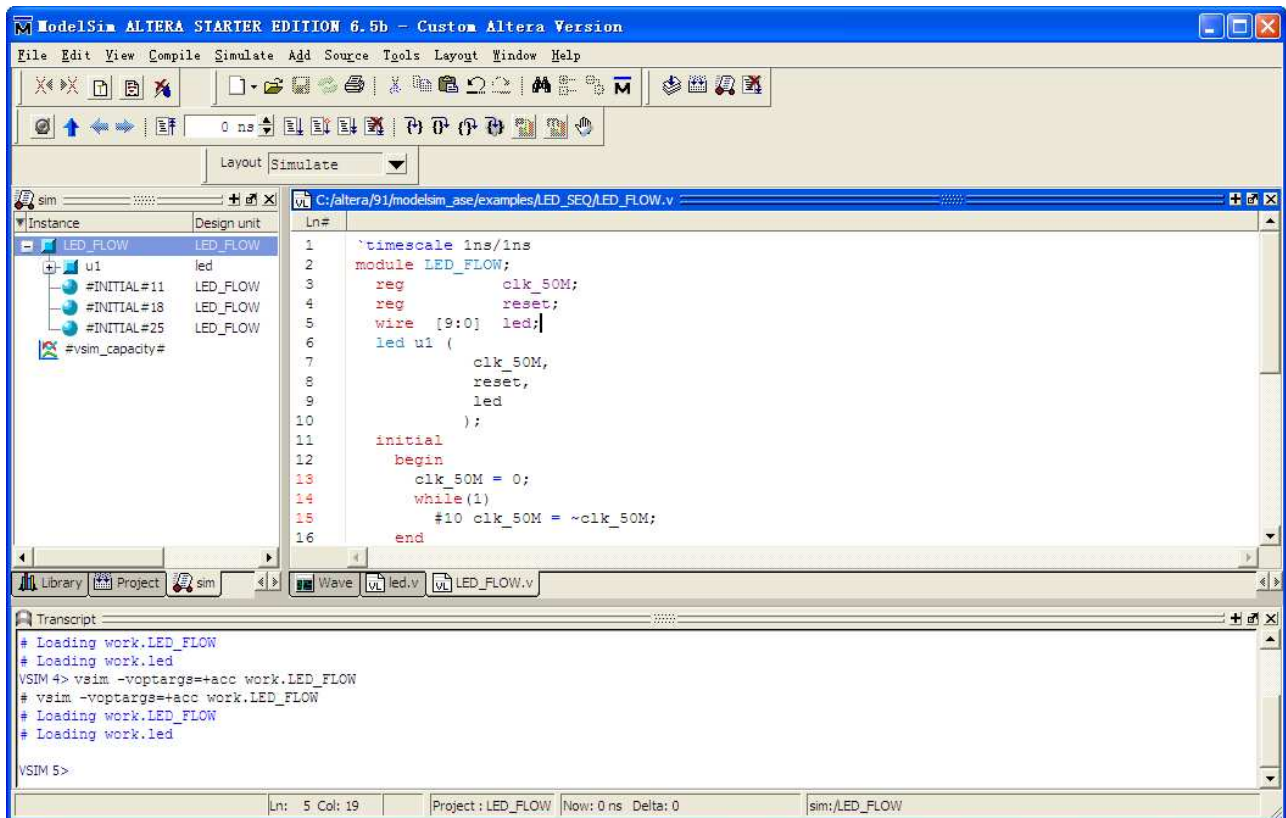 ModelSim ALTERA STARTER EDITION 6.5b - Custom Altera Version
File Edit View Compile Simulate Add Source Tools Layout Window Help
0 ns
Layout Simulate
sim
C:/altera/91/modelsim_ase/examples/LED_SEQ/LED_FLOW.v
Instance Design unit
Ln#
LED_FLOW LED_FLOW
u1 led
#INITIAL#11 LED_FLOW
#INITIAL#18 LED_FLOW
#INITIAL#25 LED_FLOW
#vsim_capacity#
1 `timescale 1ns/1ns
2 module LED_FLOW;
3 reg clk_50M;
4 reg reset;
5 wire [9:0] led;
6 led u1 (
7 clk_50M,
8 reset,
9 led
10 );
11 initial
12 begin
13 clk_50M = 0;
14 while(1)
15 #10 clk_50M = ~clk_50M;
16 end
Library Project sim
Wave led.v LED_FLOW.v
Transcript
# Loading work.LED_FLOW
# Loading work.led
VSIM 4> vsim -voptargs=+acc work.LED_FLOW
# vsim -voptargs=+acc work.LED_FLOW
# Loading work.LED_FLOW
# Loading work.led
VSIM 5>
Ln: 5 Col: 19 Project : LED_FLOW Now: 0 ns Delta: 0 sim:/LED_FLOW